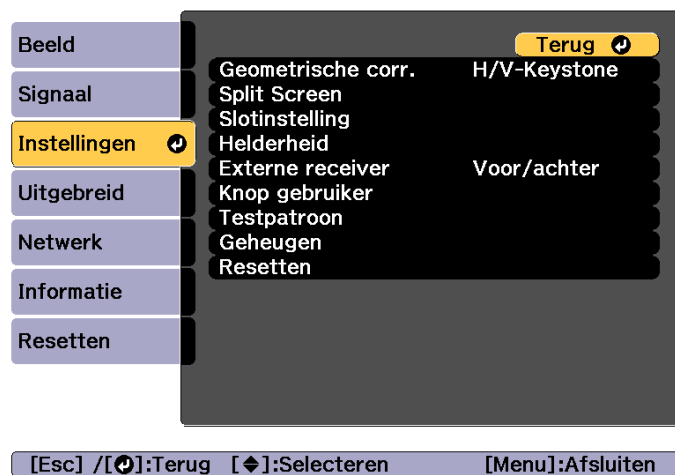 Beeld
Signaal
Instellingen
Uitgebreid
Netwerk
Informatie
Resetten
Terug
Geometrische corr. H/V-Keystone
Split Screen
Slotinstelling
Helderheid
Externe receiver Voor/achter
Knop gebruiker
Testpatroon
Geheugen
Resetten
[Esc] /[⏎]:Terug [◆]:Selecteren [Menu]:Afsluiten